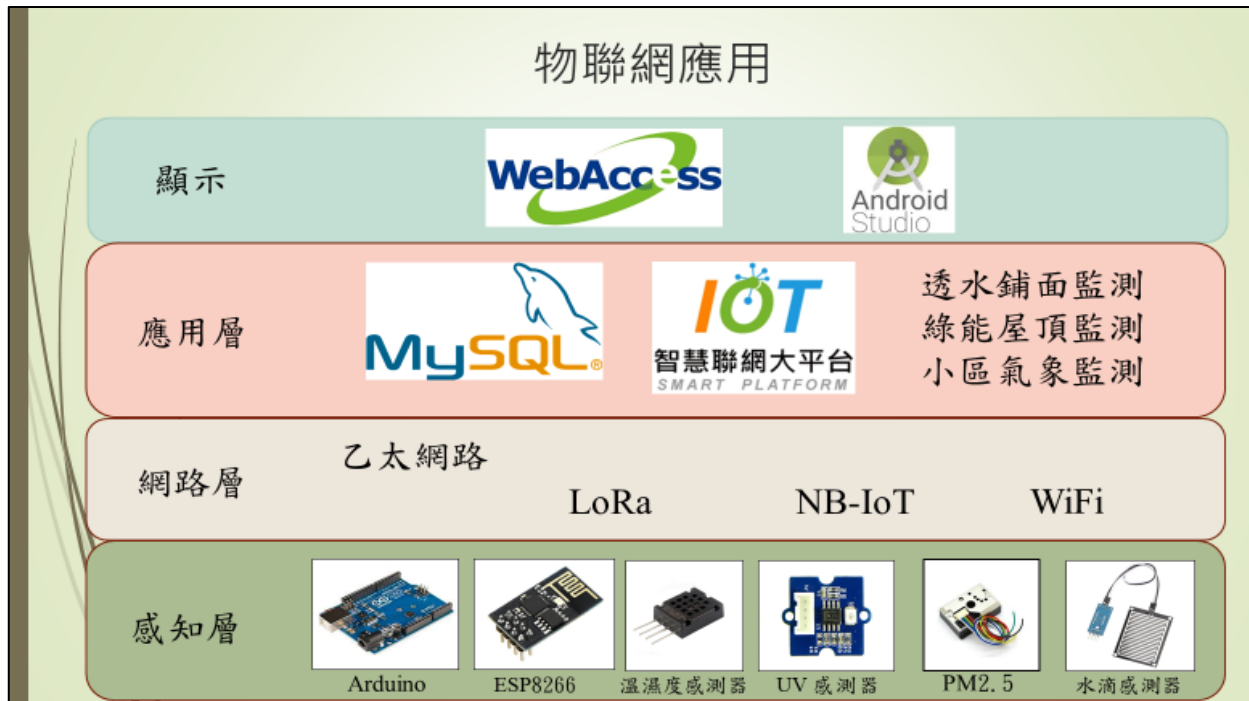 物聯網應用
顯示
WebAccess
Android
Studio
應用層
MySQL®
IOT
智慧聯網大平台
SMART PLATFORM
透水鋪面監測
綠能屋頂監測
小區氣象監測
網路層
乙太網路
LoRa
NB-IoT
WiFi
感知層
Arduino
ESP8266
溫濕度感測器
UV 感測器
PM2.5
水滴感測器